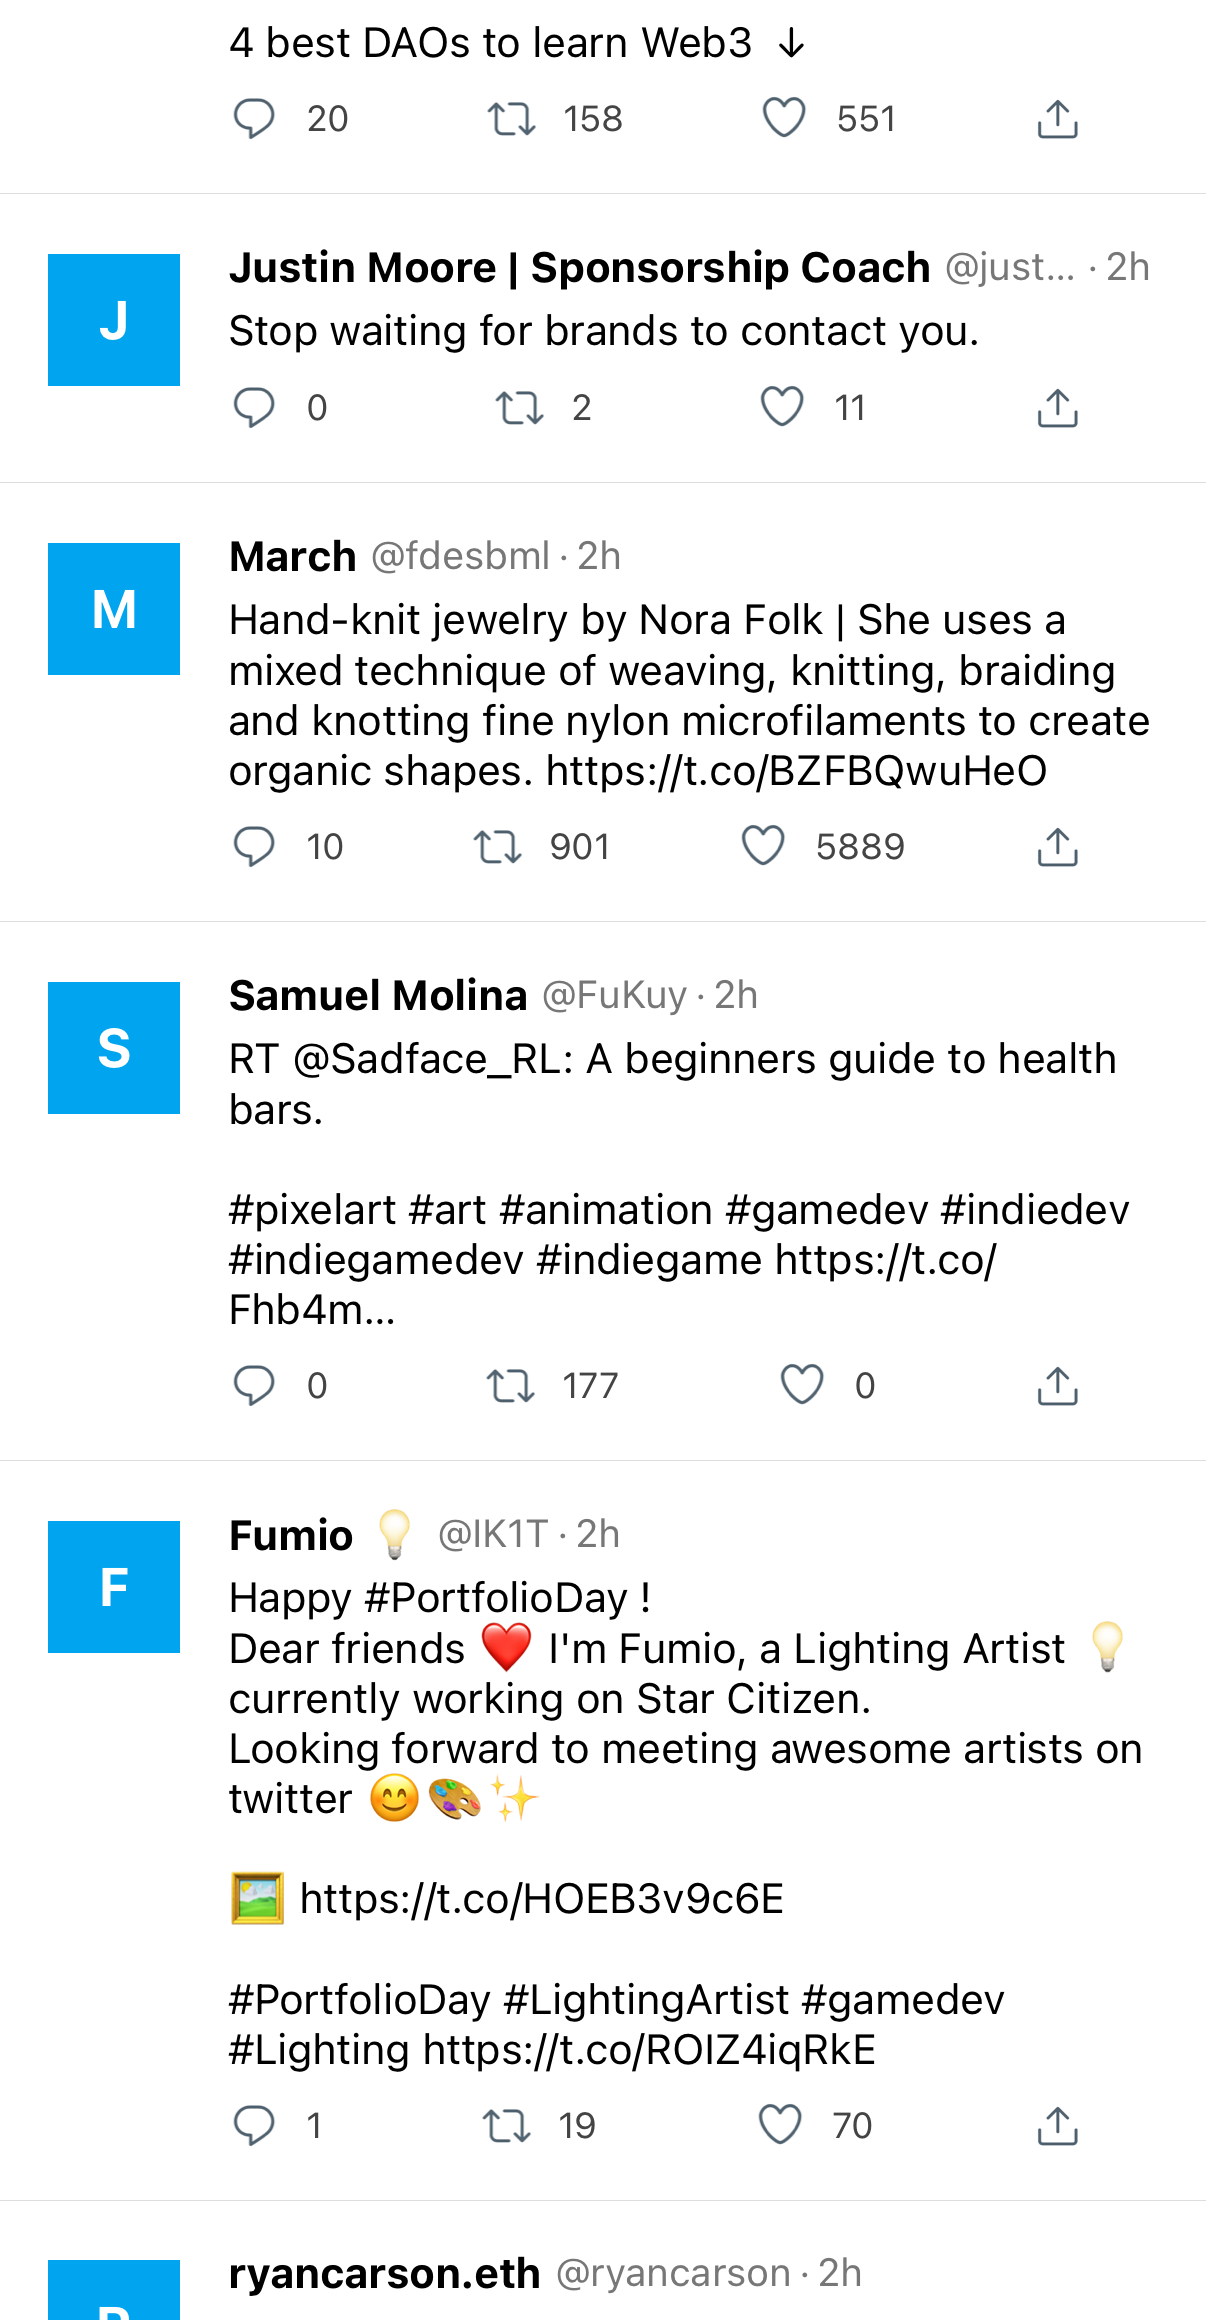 4 best DAOs to learn Web3 ↓
20 158 551
J
Justin Moore | Sponsorship Coach @just... · 2h
Stop waiting for brands to contact you.
0 2 11
M
March @fdesbml · 2h
Hand-knit jewelry by Nora Folk | She uses a
mixed technique of weaving, knitting, braiding
and knotting fine nylon microfilaments to create
organic shapes. https://t.co/BZFBQwuHeO
10 901 5889
S
Samuel Molina @FuKuy · 2h
RT @Sadface_RL: A beginners guide to health
bars.
#pixelart #art #animation #gamedev #indiedev
#indiegamedev #indiegame https://t.co/
Fhb4m...
0 177 0
F
Fumio 💡 @IK1T · 2h
Happy #PortfolioDay !
Dear friends ❤️ I'm Fumio, a Lighting Artist 💡
currently working on Star Citizen.
Looking forward to meeting awesome artists on
twitter 😊🎨✨
🖼️ https://t.co/HOEB3v9c6E
#PortfolioDay #LightingArtist #gamedev
#Lighting https://t.co/ROIZ4iqRkE
1 19 70
R
ryancarson.eth @ryancarson · 2h